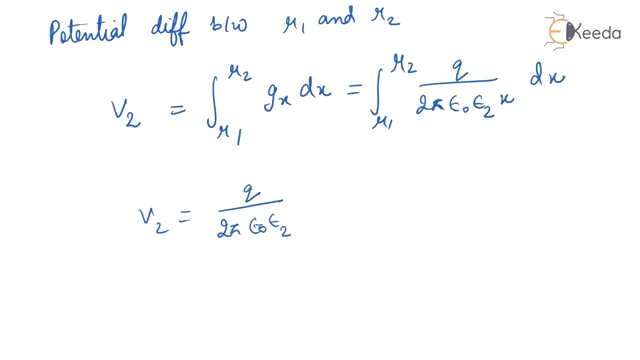 Potential diff b/w r₁ and r₂
Keeda
V₂ = ∫_{r₁}^{r₂} gₓ dx = ∫_{r₁}^{r₂} q / (2π ε₀ ε₂ x) dx
V₂ = q / (2π ε₀ ε₂)